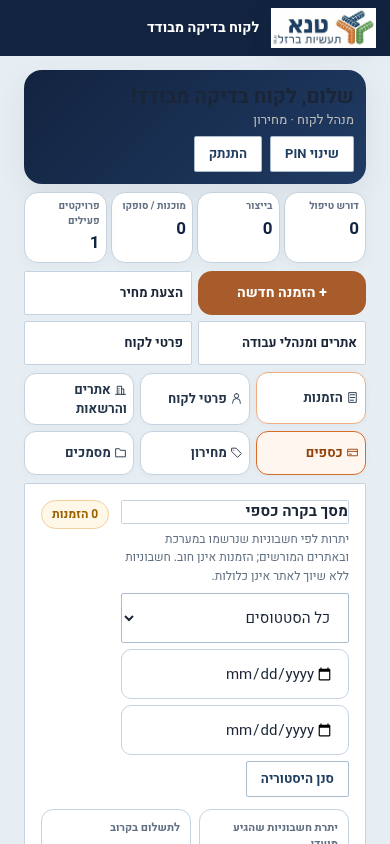 טנא
תעשיות ברזל
לקוח בדיקה מבודד
שלום, לקוח בדיקה מבודד!
מנהל לקוח · מחירון
שינוי PIN
התנתק
דורש טיפול
0
בייצור
0
מוכנות / סופקו
0
פרויקטים
פעילים
1
+ הזמנה חדשה
הצעת מחיר
אתרים ומנהלי עבודה
פרטי לקוח
הזמנות
פרטי לקוח
אתרים
והרשאות
כספים
מחירון
מסמכים
מסך בקרה כספי
0 הזמנות
יתרות לפי חשבוניות שנרשמו במערכת
ובאתרים המורשים; הזמנות אינן חוב. חשבוניות
ללא שיוך לאתר אינן כלולות.
כל הסטטוסים
mm/dd/yyyy
mm/dd/yyyy
סנן היסטוריה
יתרת חשבוניות שהגיע
מועדן
לתשלום בקרוב